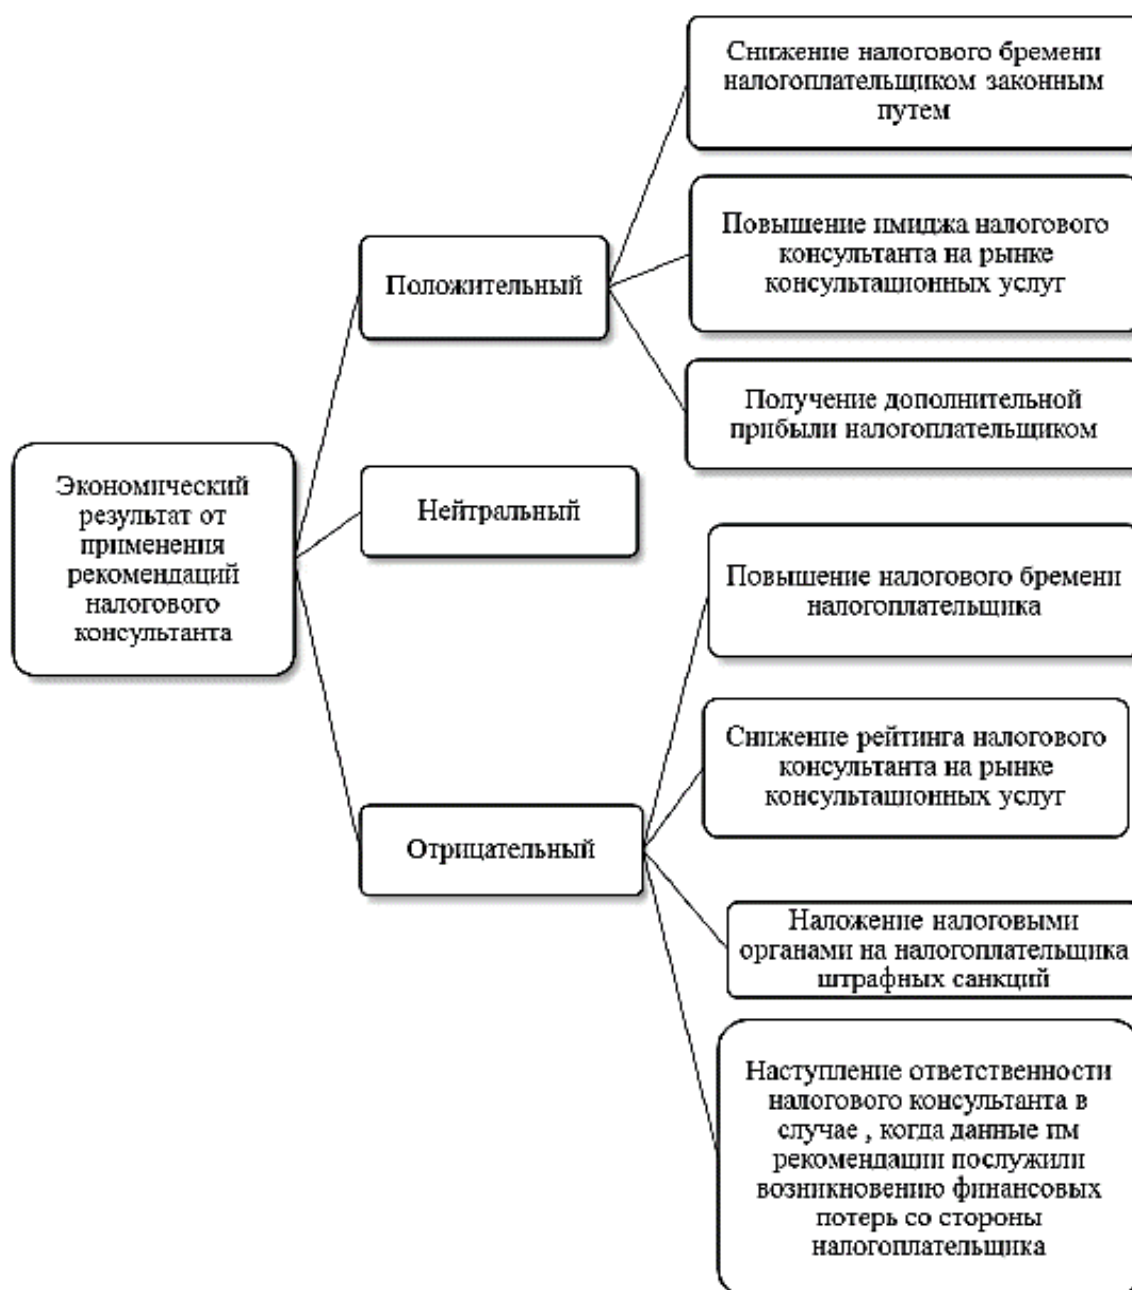 Экономический
результат от
применения
рекомендаций
налогового
консультанта
Положительный
Снижение налогового бремени
налогоплательщиком законным
путем
Повышение имиджа налогового
консультанта на рынке
консультационных услуг
Получение дополнительной
прибыли налогоплательщиком
Нейтральный
Отрицательный
Повышение налогового бремени
налогоплательщика
Снижение рейтинга налогового
консультанта на рынке
консультационных услуг
Наложение налоговыми
органами на налогоплательщика
штрафных санкций
Наступление ответственности
налогового консультанта в
случае , когда данные им
рекомендации послужили
возникновению финансовых
потерь со стороны
налогоплательщика